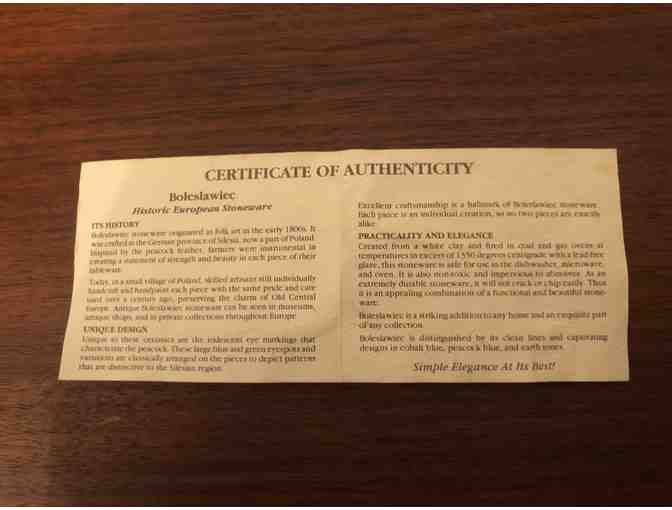 CERTIFICATE OF AUTHENTICITY
Boleslawiec
Historic European Stoneware
ITS HISTORY
Boleslawiec stoneware originated as folk art in the early 1800s. It
was crafted in the German province of Silesia, now a part of Poland.
Inspired by the peacock feather, farmers were instrumental in
creating a statement of strength and beauty in each piece of their
tableware.
Today, in a small village of Poland, skilled artisans still individually
handcraft and handpaint each piece with the same pride and care
used over a century ago, preserving the charm of Old Central
Europe. Antique Boleslawiec stoneware can be seen in museums,
antique shops, and in private collections throughout Europe.
UNIQUE DESIGN
Unique to these ceramics are the iridescent eye markings that
characterize the peacock. These large blue and green eyespots and
variations are classically arranged on the pieces to depict patterns
that are distinctive to the Silesian region.
Excellent craftsmanship is a hallmark of Boleslawiec stoneware.
Each piece is an individual creation, so no two pieces are exactly
alike.
PRACTICALITY AND ELEGANCE
Created from a white clay and fired in coal and gas ovens at
temperatures in excess of 1350 degrees centigrade with a lead-free
glaze, this stoneware is safe for use in the dishwasher, microwave,
and oven. It is also non-toxic and impervious to abrasives. As an
extremely durable stoneware, it will not crack or chip easily. Thus
it is an appealing combination of a functional and beautiful stone-
ware.
Boleslawiec is a striking addition to any home and an exquisite part
of any collection.
Boleslawiec is distinguished by its clean lines and captivating
designs in cobalt blue, peacock blue, and earth tones.
Simple Elegance At Its Best!